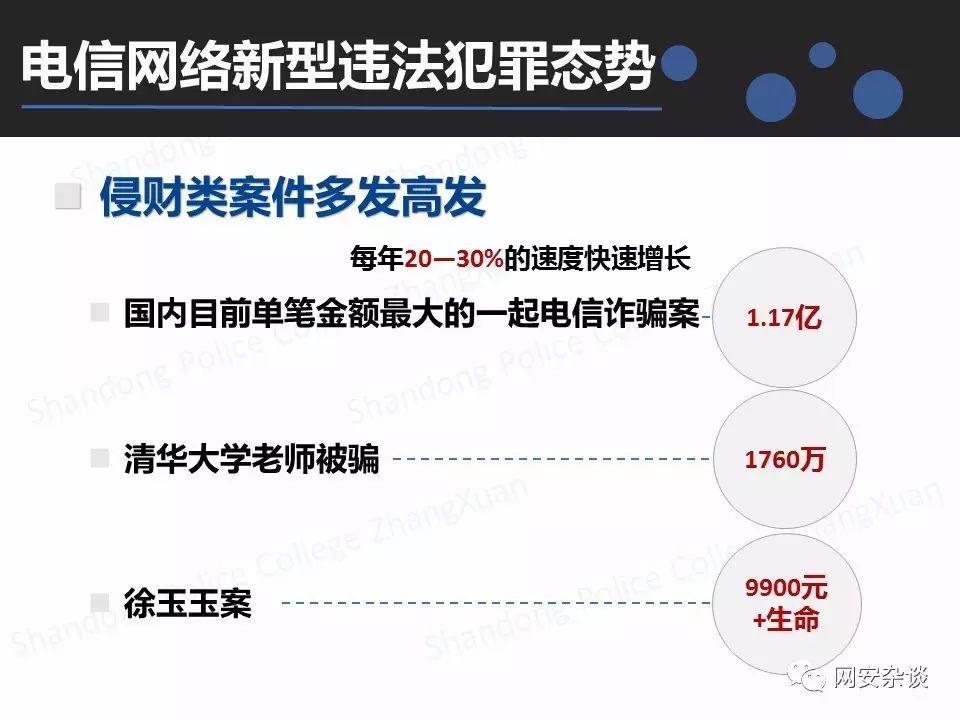 电信网络新型违法犯罪态势
侵财类案件多发高发
每年20—30%的速度快速增长
国内目前单笔金额最大的一起电信诈骗案
1.17亿
清华大学老师被骗
1760万
徐玉玉案
9900元
+生命
Shandong Police College ZhangXuan
网安杂谈